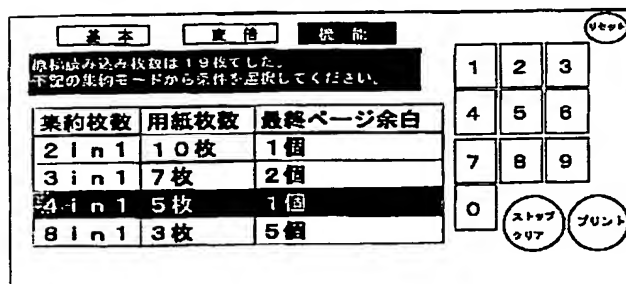 基本 変倍 機能
リセット
原稿読み込み枚数は19枚でした。
下記の集約モードから条件を選択してください。
集約枚数 用紙枚数 最終ページ余白
2in1 10枚 1個
3in1 7枚 2個
4in1 5枚 1個
8in1 3枚 5個
1 2 3
4 5 6
7 8 9
0
ストップ
クリア
プリント